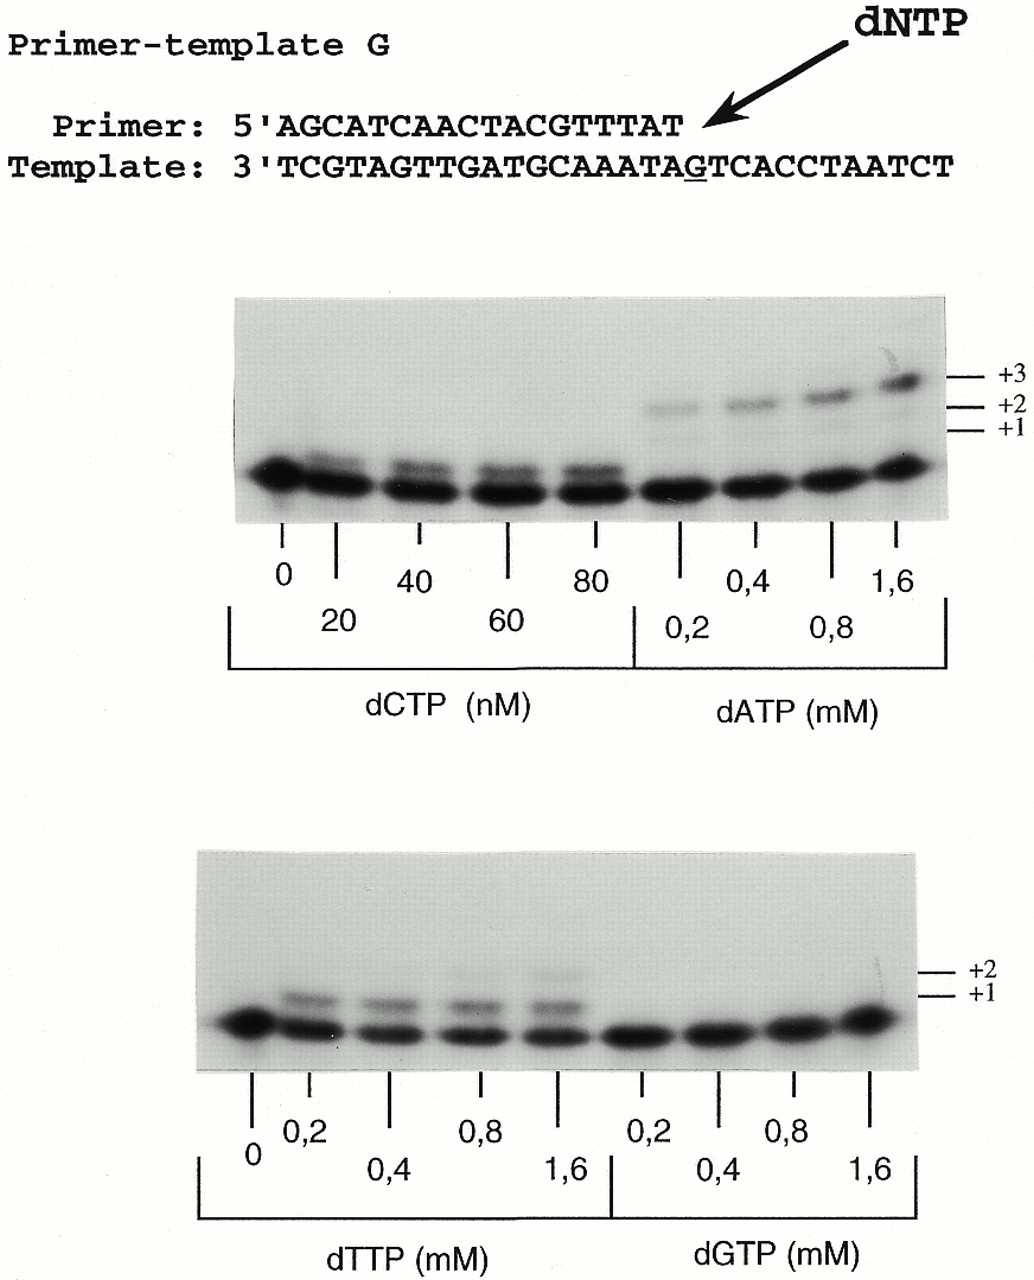 dNTP
Primer-template G
Primer: 5'AGCATCAACTACGTTTAT
Template: 3'TCGTAGTTGATGCAAATAGTCACCTAATCT
+3
+2
+1
0 40 80 0,4 1,6
20 60 0,2 0,8
dCTP (nM) dATP (mM)
+2
+1
0,2 0,8 0,2 0,8
0 0,4 1,6 0,4 1,6
dTTP (mM) dGTP (mM)